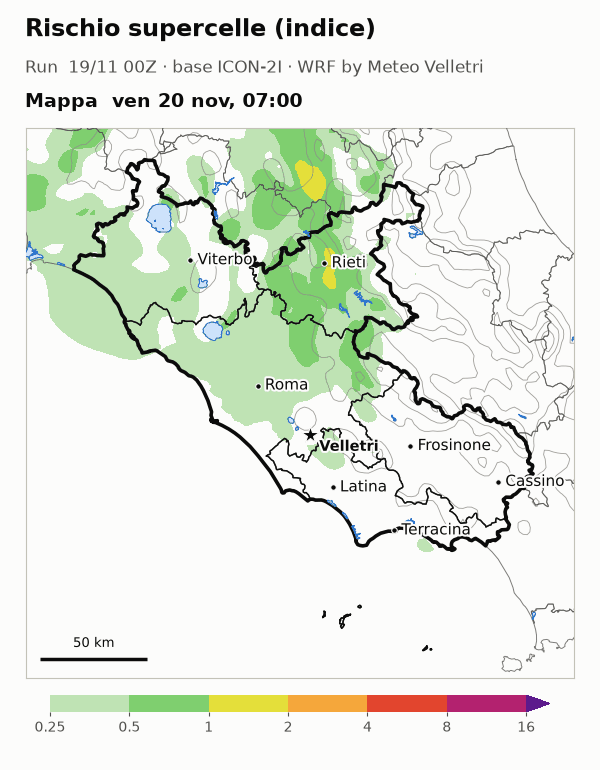 Rischio supercelle (indice)
Run  19/11 00Z · base ICON-2I · WRF by Meteo Velletri
Mappa  ven 20 nov, 07:00
Viterbo
Rieti
Roma
Velletri
Frosinone
Cassino
Latina
Terracina
50 km
0.25 0.5 1 2 4 8 16